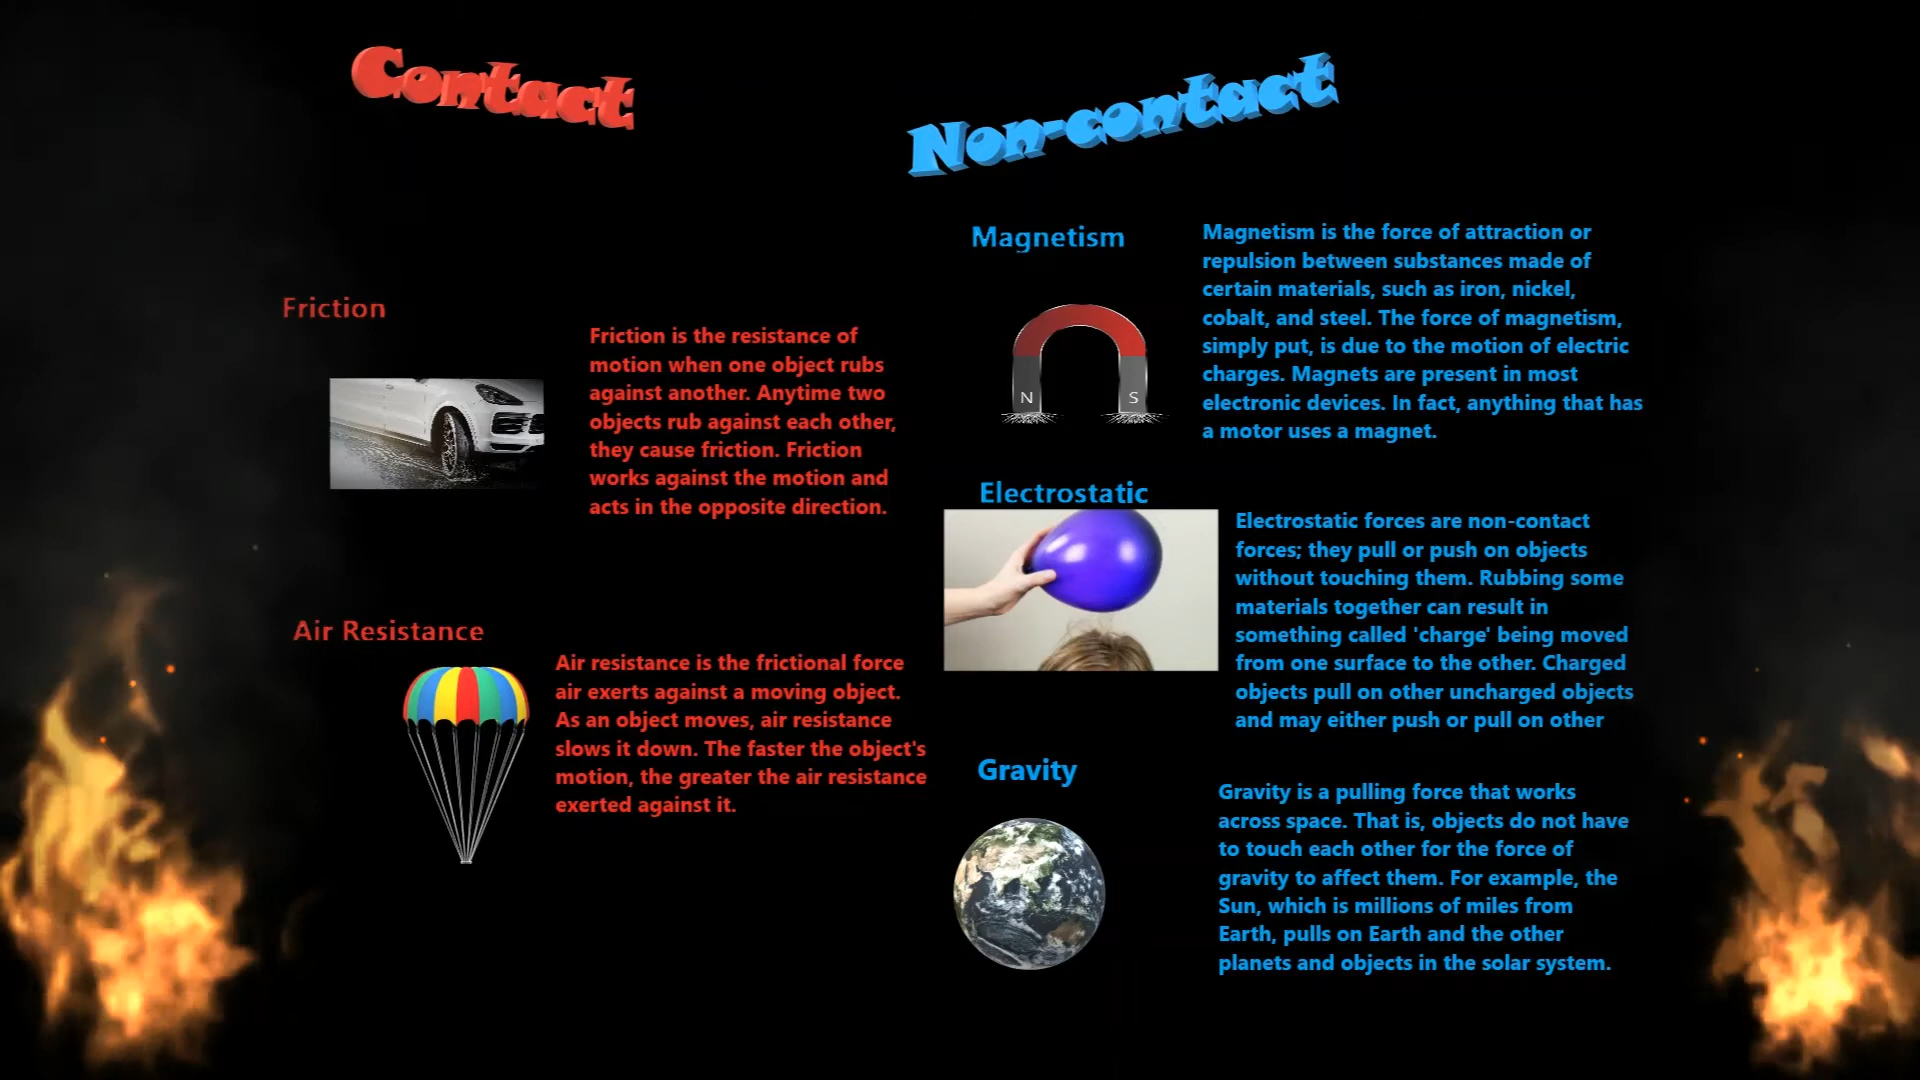 Contact
Non-contact
Friction
Friction is the resistance of
motion when one object rubs
against another. Anytime two
objects rub against each other,
they cause friction. Friction
works against the motion and
acts in the opposite direction.
Air Resistance
Air resistance is the frictional force
air exerts against a moving object.
As an object moves, air resistance
slows it down. The faster the object's
motion, the greater the air resistance
exerted against it.
Magnetism
Magnetism is the force of attraction or
repulsion between substances made of
certain materials, such as iron, nickel,
cobalt, and steel. The force of magnetism,
simply put, is due to the motion of electric
charges. Magnets are present in most
electronic devices. In fact, anything that has
a motor uses a magnet.
N
S
Electrostatic
Electrostatic forces are non-contact
forces; they pull or push on objects
without touching them. Rubbing some
materials together can result in
something called 'charge' being moved
from one surface to the other. Charged
objects pull on other uncharged objects
and may either push or pull on other
Gravity
Gravity is a pulling force that works
across space. That is, objects do not have
to touch each other for the force of
gravity to affect them. For example, the
Sun, which is millions of miles from
Earth, pulls on Earth and the other
planets and objects in the solar system.